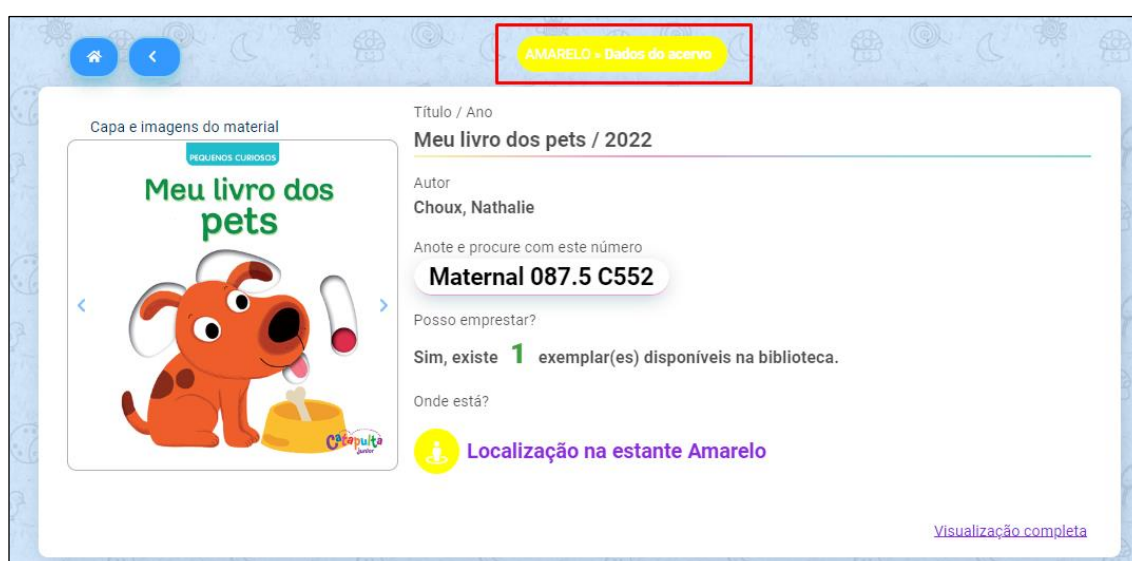 AMARELO » Dados do acervo
Capa e imagens do material
PEQUENOS CURIOSOS
Meu livro dos
pets
Catapulta
junior
Título / Ano
Meu livro dos pets / 2022
Autor
Choux, Nathalie
Anote e procure com este número
Maternal 087.5 C552
Posso emprestar?
Sim, existe 1 exemplar(es) disponíveis na biblioteca.
Onde está?
Localização na estante Amarelo
Visualização completa